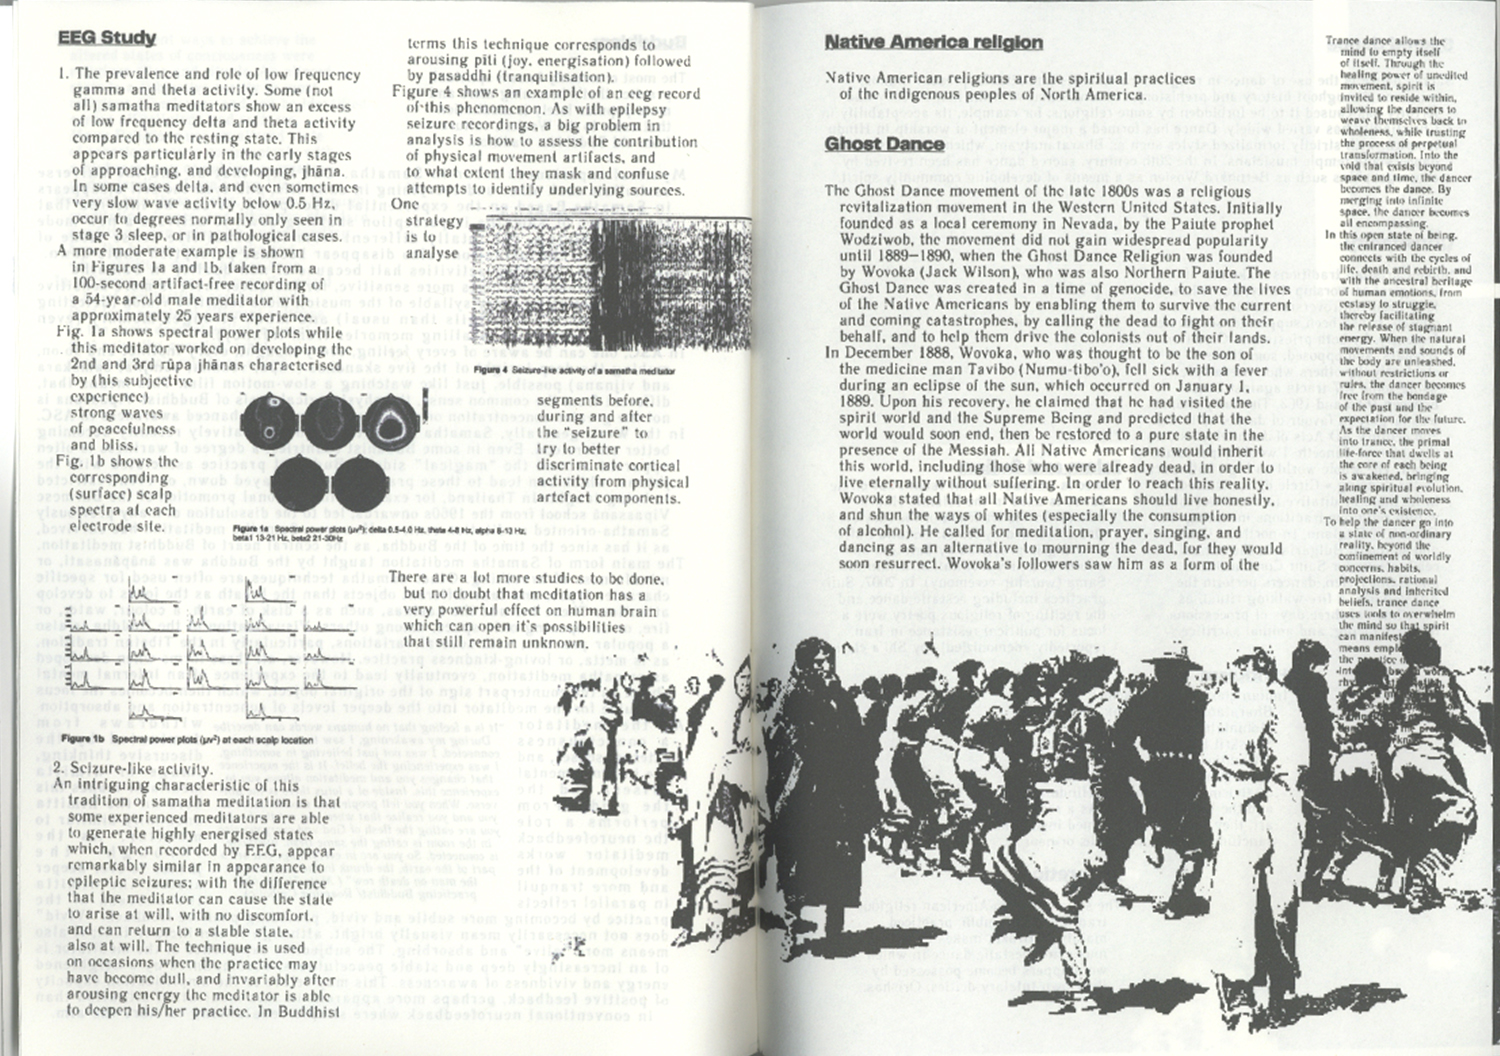 EEG Study
1. The prevalence and role of low frequency
gamma and theta activity. Some (not
all) samatha meditators show an excess
of low frequency delta and theta activity
compared to the resting state. This
appears particularly in the early stages
of approaching, and developing, jhāna.
In some cases delta, and even sometimes
very slow wave activity below 0.5 Hz,
occur to degrees normally only seen in
stage 3 sleep, or in pathological cases.
A more moderate example is shown
in Figures 1a and 1b, taken from a
100-second artifact-free recording of
a 54-year-old male meditator with
approximately 25 years experience.
Fig. 1a shows spectral power plots while
this meditator worked on developing the
2nd and 3rd rūpa jhānas characterised
by (his subjective
experience)
strong waves
of peacefulness
and bliss.
Fig. 1b shows the
corresponding
(surface) scalp
spectra at each
electrode site.
Figure 1a Spectral power plots (µv²); delta 0.5-4.0 Hz, theta 4-8 Hz, alpha 8-13 Hz,
beta1 13-21 Hz, beta2 21-30Hz
Figure 1b Spectral power plots (µv²) at each scalp location
2. Seizure-like activity.
An intriguing characteristic of this
tradition of samatha meditation is that
some experienced meditators are able
to generate highly energised states
which, when recorded by EEG, appear
remarkably similar in appearance to
epileptic seizures; with the difference
that the meditator can cause the state
to arise at will, with no discomfort,
and can return to a stable state,
also at will. The technique is used
on occasions when the practice may
have become dull, and invariably after
arousing energy the meditator is able
to deepen his/her practice. In Buddhist
terms this technique corresponds to
arousing piti (joy, energisation) followed
by pasaddhi (tranquilisation).
Figure 4 shows an example of an eeg record
of this phenomenon. As with epilepsy
seizure recordings, a big problem in
analysis is how to assess the contribution
of physical movement artifacts, and
to what extent they mask and confuse
attempts to identify underlying sources.
One
strategy
is to
analyse
Figure 4 Seizure-like activity of a samatha meditator
segments before,
during and after
the "seizure" to
try to better
discriminate cortical
activity from physical
artefact components.
There are a lot more studies to be done,
but no doubt that meditation has a
very powerful effect on human brain
which can open it's possibilities
that still remain unknown.
Native America religion
Native American religions are the spiritual practices
of the indigenous peoples of North America.
Ghost Dance
The Ghost Dance movement of the late 1800s was a religious
revitalization movement in the Western United States. Initially
founded as a local ceremony in Nevada, by the Paiute prophet
Wodziwob, the movement did not gain widespread popularity
until 1889–1890, when the Ghost Dance Religion was founded
by Wovoka (Jack Wilson), who was also Northern Paiute. The
Ghost Dance was created in a time of genocide, to save the lives
of the Native Americans by enabling them to survive the current
and coming catastrophes, by calling the dead to fight on their
behalf, and to help them drive the colonists out of their lands.
In December 1888, Wovoka, who was thought to be the son of
the medicine man Tavibo (Numu-tibo'o), fell sick with a fever
during an eclipse of the sun, which occurred on January 1,
1889. Upon his recovery, he claimed that he had visited the
spirit world and the Supreme Being and predicted that the
world would soon end, then be restored to a pure state in the
presence of the Messiah. All Native Americans would inherit
this world, including those who were already dead, in order to
live eternally without suffering. In order to reach this reality,
Wovoka stated that all Native Americans should live honestly,
and shun the ways of whites (especially the consumption
of alcohol). He called for meditation, prayer, singing, and
dancing as an alternative to mourning the dead, for they would
soon resurrect. Wovoka's followers saw him as a form of the
Trance dance allows the
mind to empty itself
of itself. Through the
healing power of unedited
movement, spirit is
invited to reside within,
allowing the dancers to
weave themselves back to
wholeness, while trusting
the process of perpetual
transformation. Into the
void that exists beyond
space and time, the dancer
becomes the dance. By
merging into infinite
space, the dancer becomes
all encompassing.
In this open state of being,
the entranced dancer
connects with the cycles of
life, death and rebirth, and
with the ancestral heritage
of human emotions, from
ecstasy to struggle,
thereby facilitating
the release of stagnant
energy. When the natural
movements and sounds of
the body are unleashed,
without restrictions or
rules, the dancer becomes
free from the bondage
of the past and the
expectation for the future.
As the dancer moves
into trance, the primal
life-force that dwells at
the core of each being
is awakened, bringing
along spiritual evolution,
healing and wholeness
into one's existence.
To help the dancer go into
a state of non-ordinary
reality, beyond the
confinement of worldly
concerns, habits,
projections, rational
analysis and inherited
beliefs, trance dance
uses tools to overwhelm
the mind so that spirit
can manifest
means
the practice